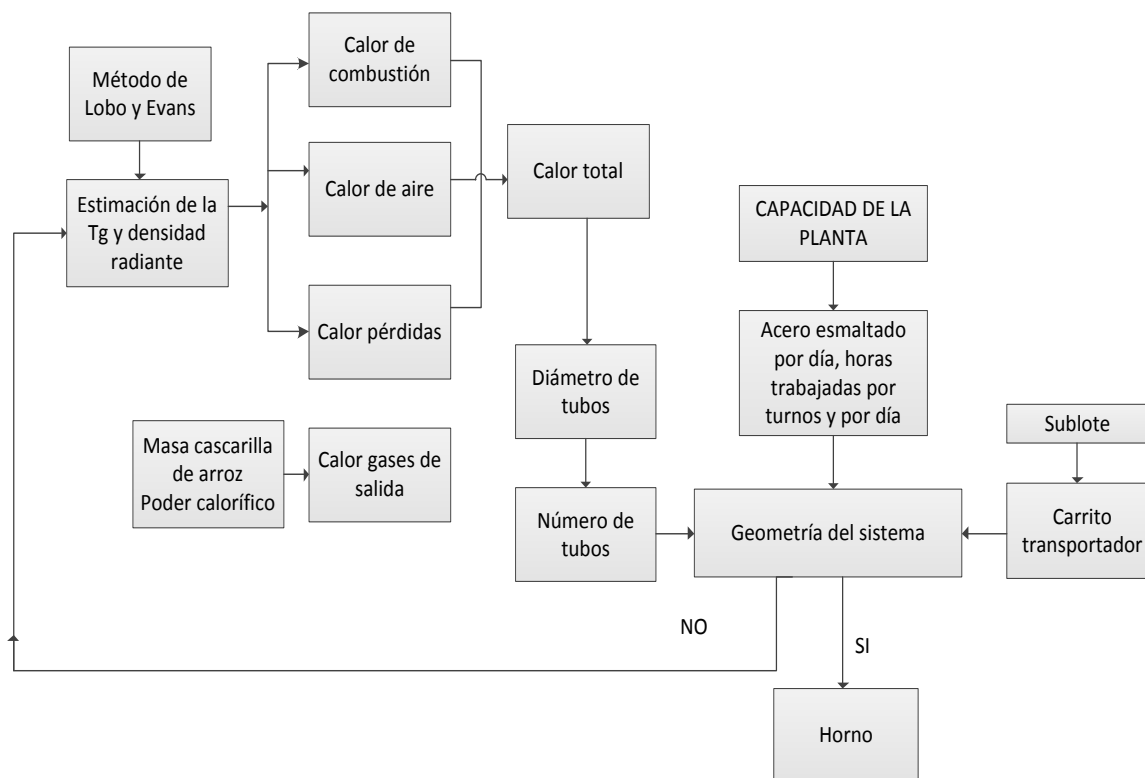 Método de
Lobo y Evans
Estimación de la
Tg y densidad
radiante
Calor de
combustión
Calor de aire
Calor pérdidas
Masa cascarilla
de arroz
Poder calorífico
Calor gases de
salida
Calor total
Diámetro de
tubos
Número de
tubos
CAPACIDAD DE LA
PLANTA
Acero esmaltado
por día, horas
trabajadas por
turnos y por día
Sublote
Carrito
transportador
Geometría del sistema
NO
SI
Horno